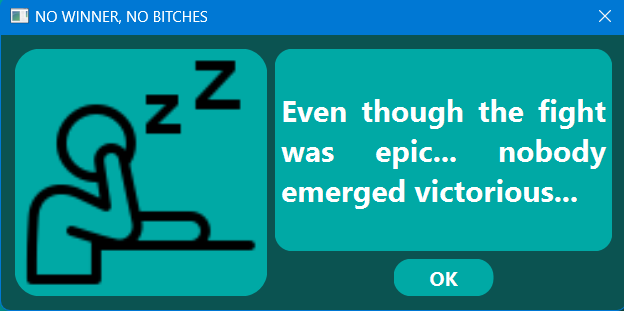 NO WINNER, NO BITCHES
Z
Z
Even though the fight
was epic... nobody
emerged victorious...
OK